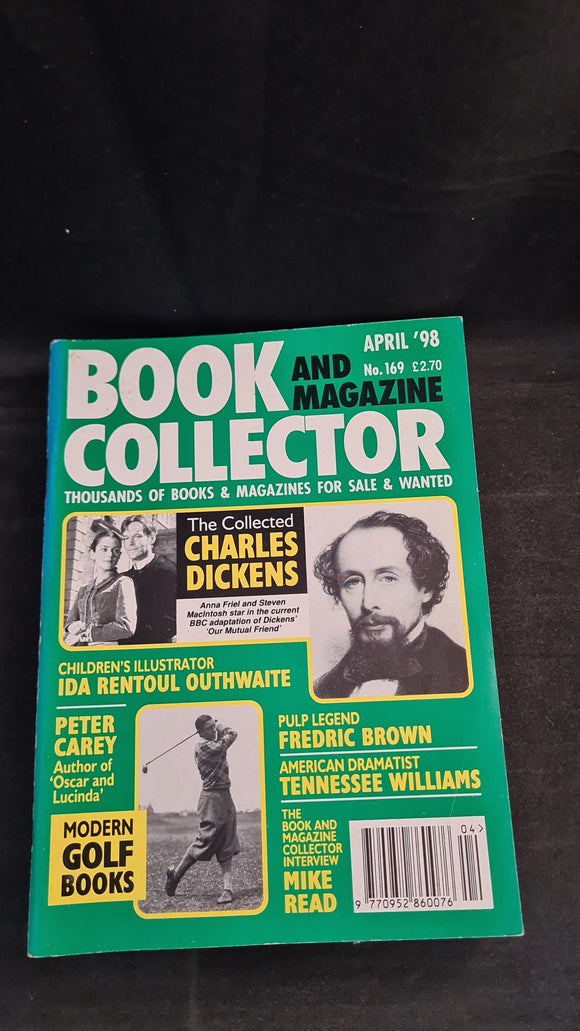 APRIL '98
BOOK AND
No. 169 £2.70
MAGAZINE
COLLECTOR
THOUSANDS OF BOOKS & MAGAZINES FOR SALE & WANTED
The Collected
CHARLES
DICKENS
Anna Friel and Steven
MacIntosh star in the current
BBC adaptation of Dickens'
'Our Mutual Friend'
CHILDREN'S ILLUSTRATOR
IDA RENTOUL OUTHWAITE
PETER
CAREY
Author of
'Oscar and
Lucinda'
MODERN
GOLF
BOOKS
PULP LEGEND
FREDRIC BROWN
AMERICAN DRAMATIST
TENNESSEE WILLIAMS
THE
BOOK AND
MAGAZINE
COLLECTOR
INTERVIEW
MIKE
READ
04>
9 770952 860076